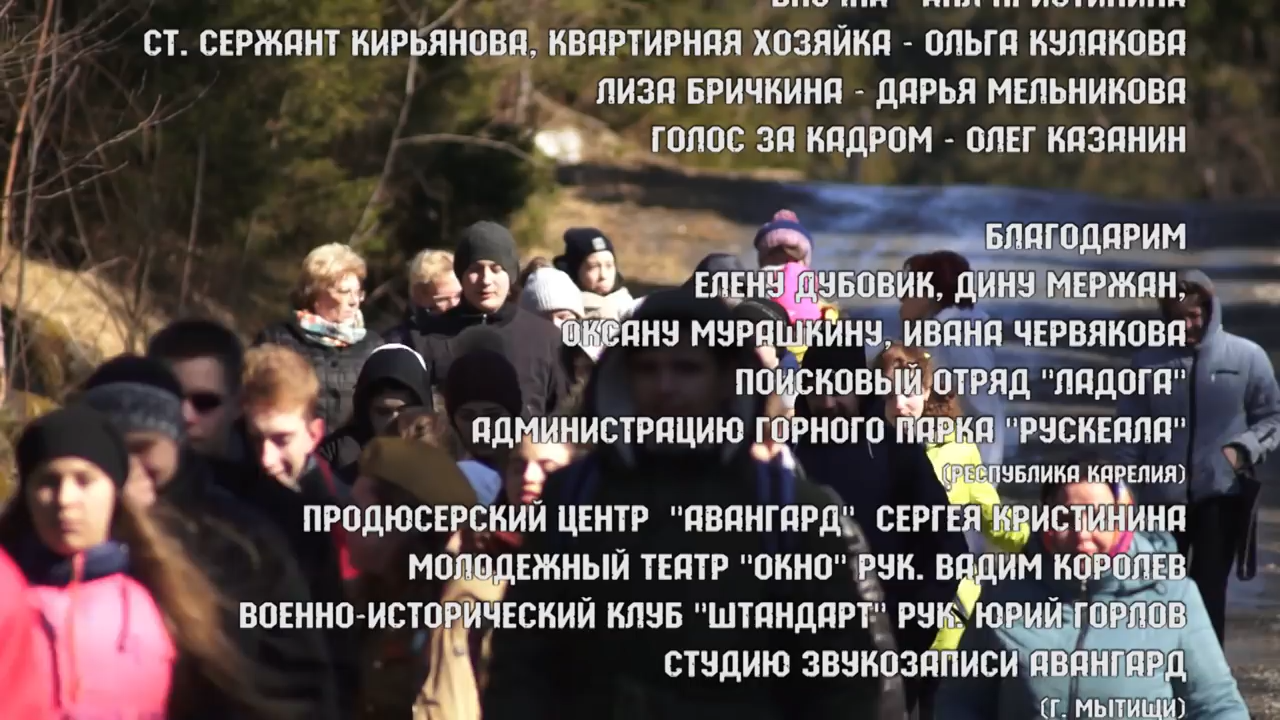 СТ. СЕРЖАНТ КИРЬЯНОВА, КВАРТИРНАЯ ХОЗЯЙКА - ОЛЬГА КУЛАКОВА
ЛИЗА БРИЧКИНА - ДАРЬЯ МЕЛЬНИКОВА
ГОЛОС ЗА КАДРОМ - ОЛЕГ КАЗАНИН
БЛАГОДАРИМ
ЕЛЕНУ ДУБОВИК, ДИНУ МЕРЖАН,
ОКСАНУ МУРАШКИНУ, ИВАНА ЧЕРВЯКОВА
ПОИСКОВЫЙ ОТРЯД "ЛАДОГА"
АДМИНИСТРАЦИЮ ГОРНОГО ПАРКА "РУСКЕАЛА"
(РЕСПУБЛИКА КАРЕЛИЯ)
ПРОДЮСЕРСКИЙ ЦЕНТР "АВАНГАРД" СЕРГЕЯ КРИСТИНИНА
МОЛОДЕЖНЫЙ ТЕАТР "ОКНО" РУК. ВАДИМ КОРОЛЕВ
ВОЕННО-ИСТОРИЧЕСКИЙ КЛУБ "ШТАНДАРТ" РУК. ЮРИЙ ГОРЛОВ
СТУДИЮ ЗВУКОЗАПИСИ АВАНГАРД
(Г. МЫТИЩИ)